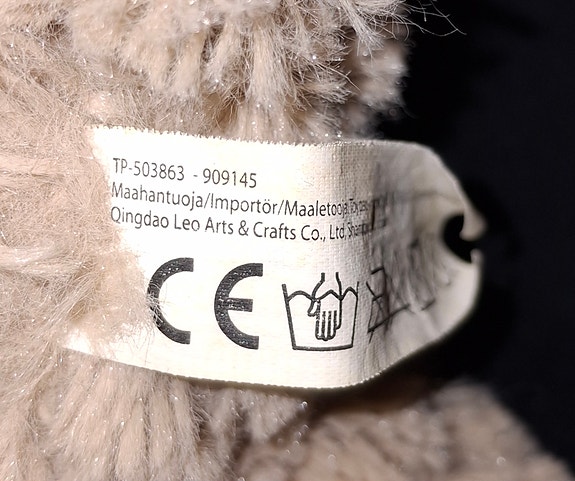 TP-503863 - 909145
Maahantuoja/Importör/Maaletooja
Qingdao Leo Arts & Crafts Co., Ltd
CE